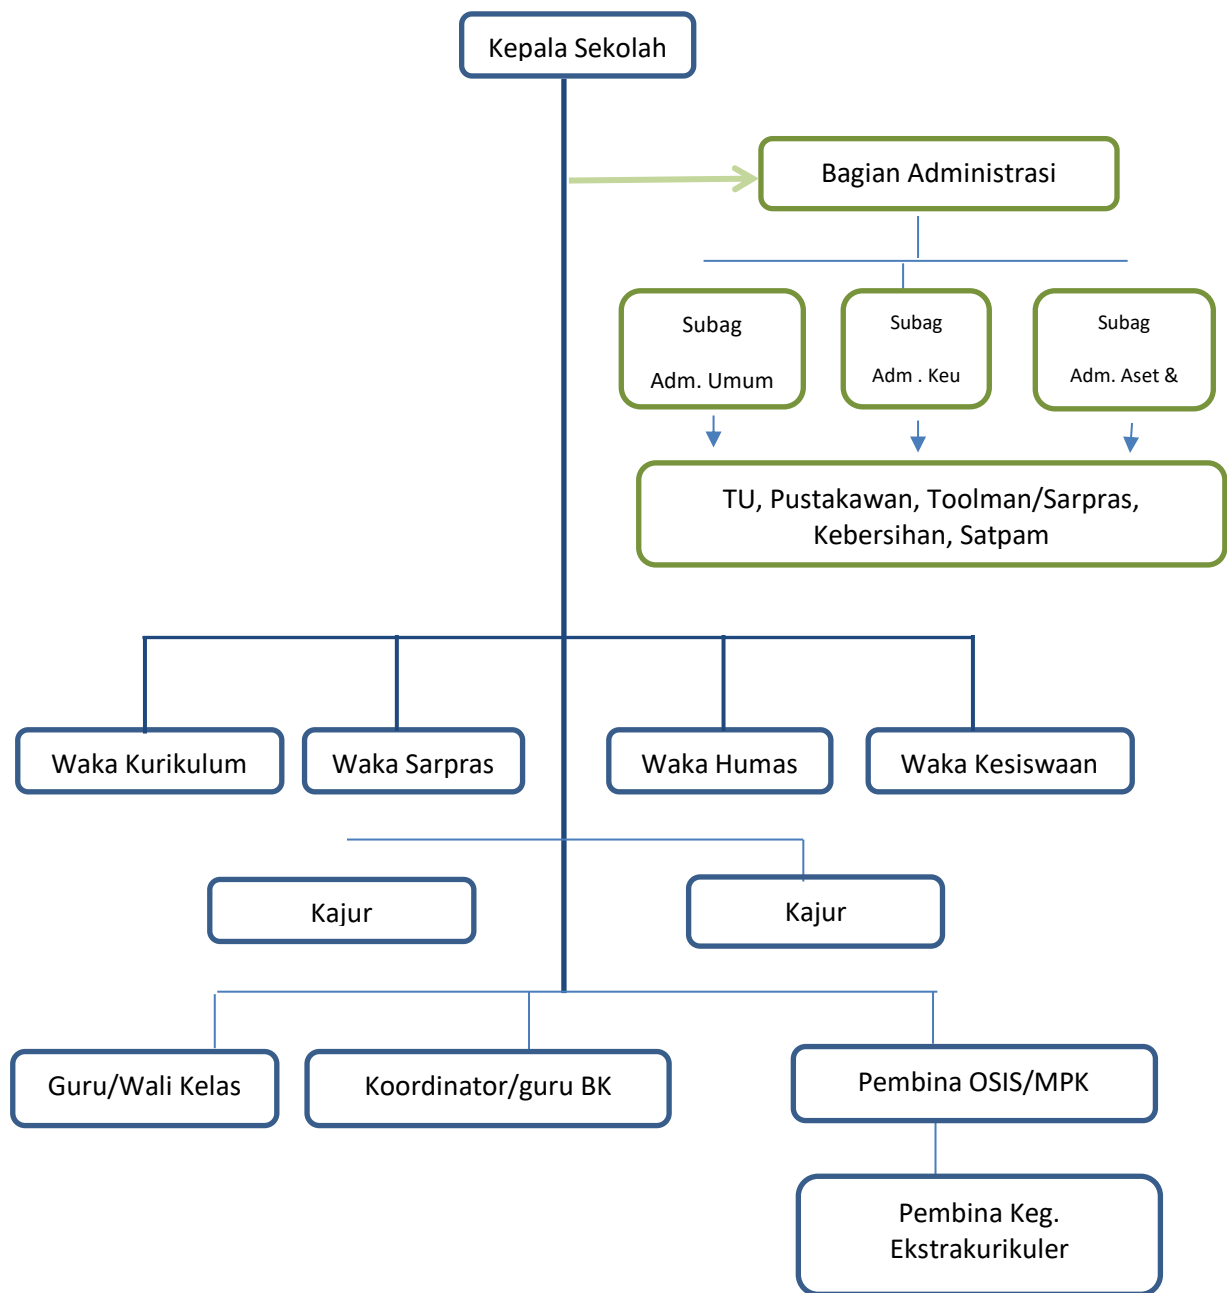 Kepala Sekolah
Bagian Administrasi
Subag
Adm. Umum
Subag
Adm . Keu
Subag
Adm. Aset &
TU, Pustakawan, Toolman/Sarpras,
Kebersihan, Satpam
Waka Kurikulum
Waka Sarpras
Waka Humas
Waka Kesiswaan
Kajur
Kajur
Guru/Wali Kelas
Koordinator/guru BK
Pembina OSIS/MPK
Pembina Keg.
Ekstrakurikuler